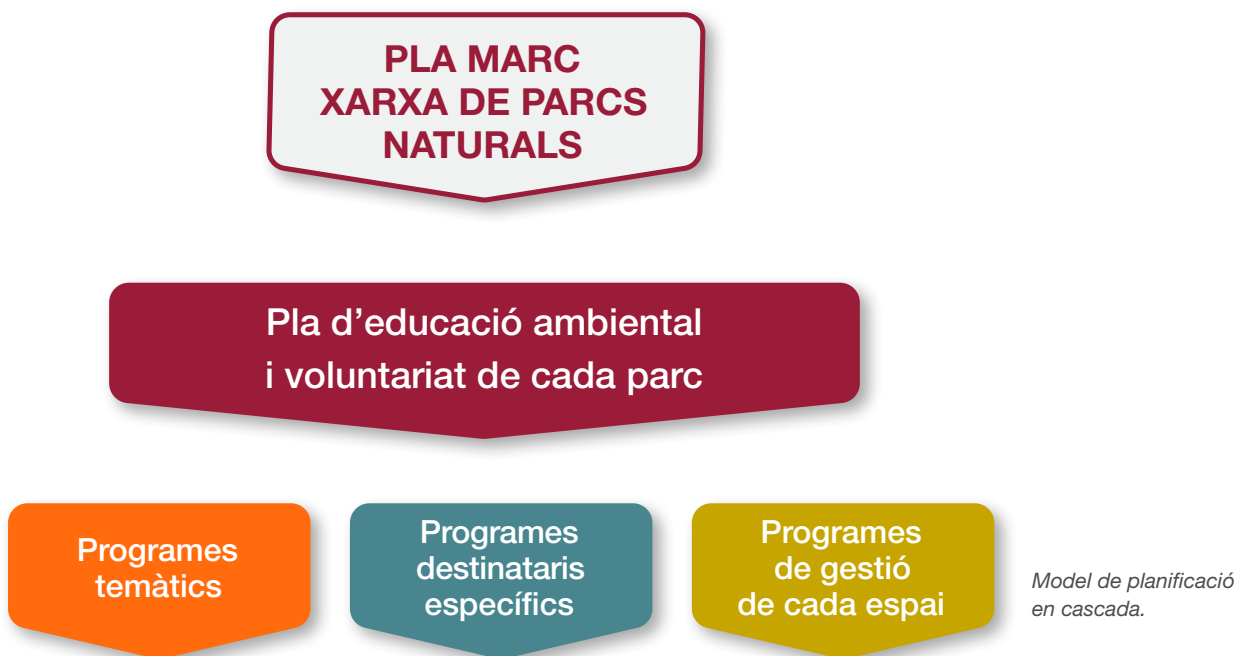 PLA MARC
XARXA DE PARCS
NATURALS
Pla d’educació ambiental
i voluntariat de cada parc
Programes
temàtics
Programes
destinataris
específics
Programes
de gestió
de cada espai
Model de planificació
en cascada.